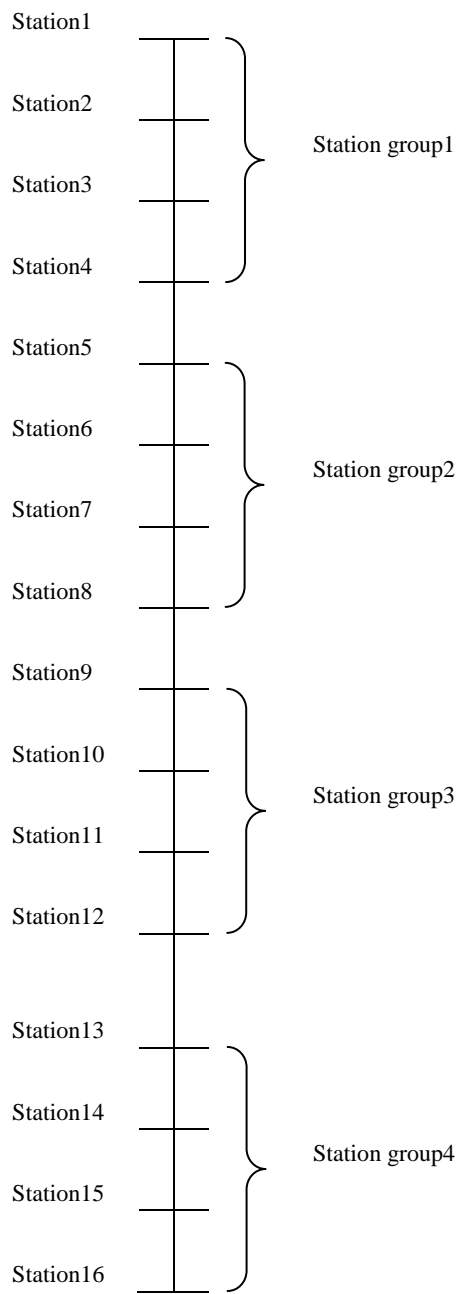 Station1
Station2
Station group1
Station3
Station4
Station5
Station6
Station group2
Station7
Station8
Station9
Station10
Station group3
Station11
Station12
Station13
Station14
Station group4
Station15
Station16